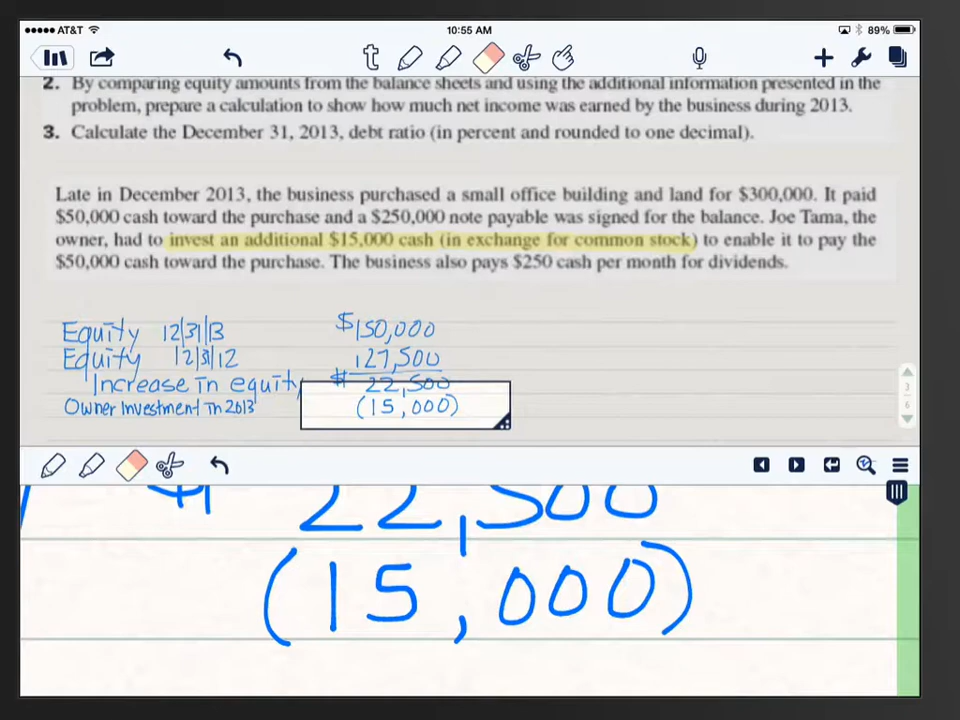 AT&T
10:55 AM
89%
t
2. By comparing equity amounts from the balance sheets and using the additional information presented in the
problem, prepare a calculation to show how much net income was earned by the business during 2013.
3. Calculate the December 31, 2013, debt ratio (in percent and rounded to one decimal).
Late in December 2013, the business purchased a small office building and land for $300,000. It paid
$50,000 cash toward the purchase and a $250,000 note payable was signed for the balance. Joe Tama, the
owner, had to invest an additional $15,000 cash (in exchange for common stock) to enable it to pay the
$50,000 cash toward the purchase. The business also pays $250 cash per month for dividends.
Equity 12|31|13 $150,000
Equity 12|31|12 127,500
Increase in equity $ 22,500
Owner Investment in 2013 (15,000)
3
6
22,500
(15,000)